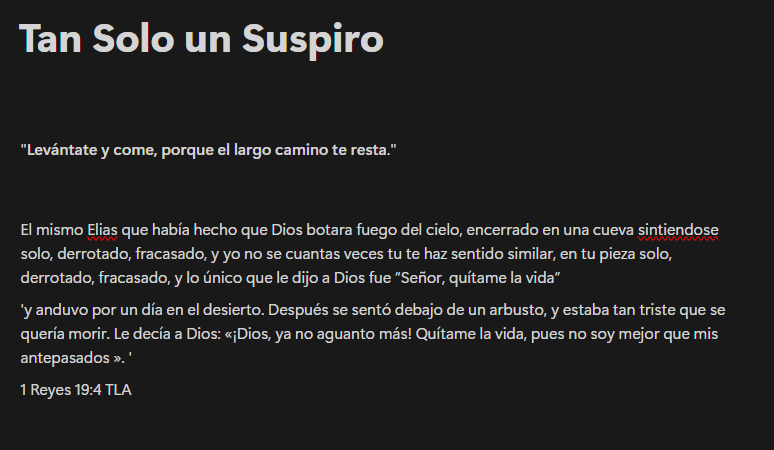 Tan Solo un Suspiro
"Levántate y come, porque el largo camino te resta."
El mismo Elias que había hecho que Dios botara fuego del cielo, encerrado en una cueva sintiendose
solo, derrotado, fracasado, y yo no se cuantas veces tu te haz sentido similar, en tu pieza solo,
derrotado, fracasado, y lo único que le dijo a Dios fue ”Señor, quítame la vida”
'y anduvo por un día en el desierto. Después se sentó debajo de un arbusto, y estaba tan triste que se
quería morir. Le decía a Dios: «¡Dios, ya no aguanto más! Quítame la vida, pues no soy mejor que mis
antepasados ». '
1 Reyes 19:4 TLA